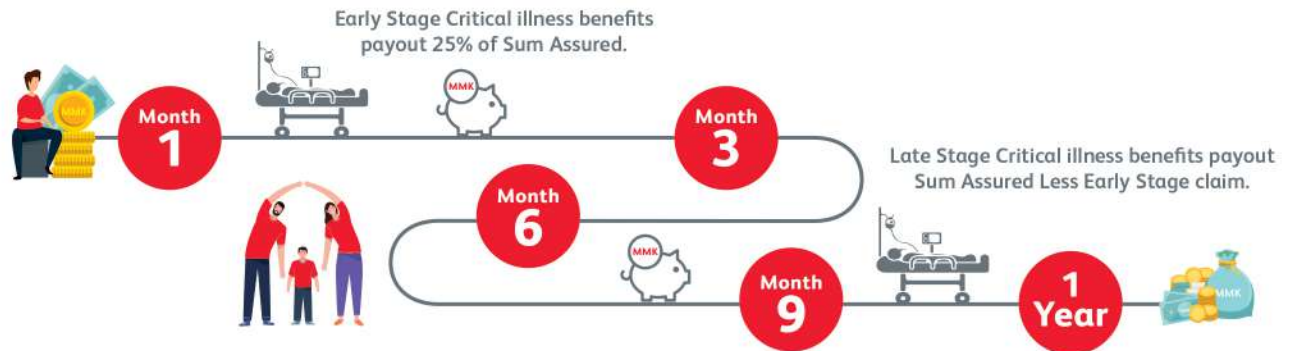 Early Stage Critical illness benefits
payout 25% of Sum Assured.
MMK
MMK
Month
1
Month
3
Late Stage Critical illness benefits payout
Sum Assured Less Early Stage claim.
Month
6
MMK
Month
9
1
Year
MMK